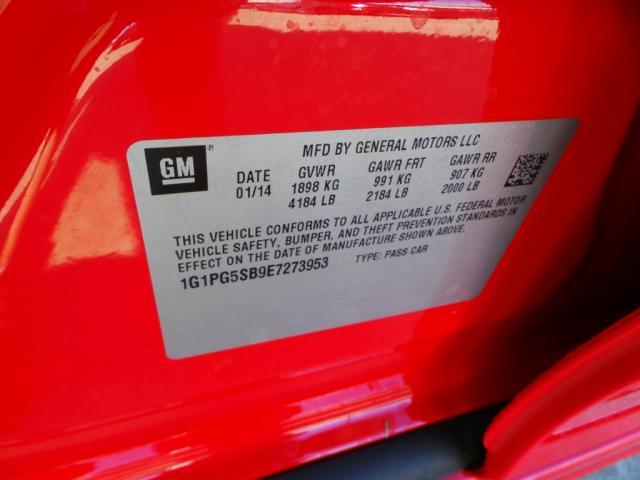 GM®
MFD BY GENERAL MOTORS LLC
DATE GVWR GAWR FRT GAWR RR
01/14 1898 KG 991 KG 907 KG
4184 LB 2184 LB 2000 LB
THIS VEHICLE CONFORMS TO ALL APPLICABLE U.S. FEDERAL MOTOR
VEHICLE SAFETY, BUMPER, AND THEFT PREVENTION STANDARDS IN
EFFECT ON THE DATE OF MANUFACTURE SHOWN ABOVE.
1G1PG5SB9E7273953 TYPE: PASS CAR